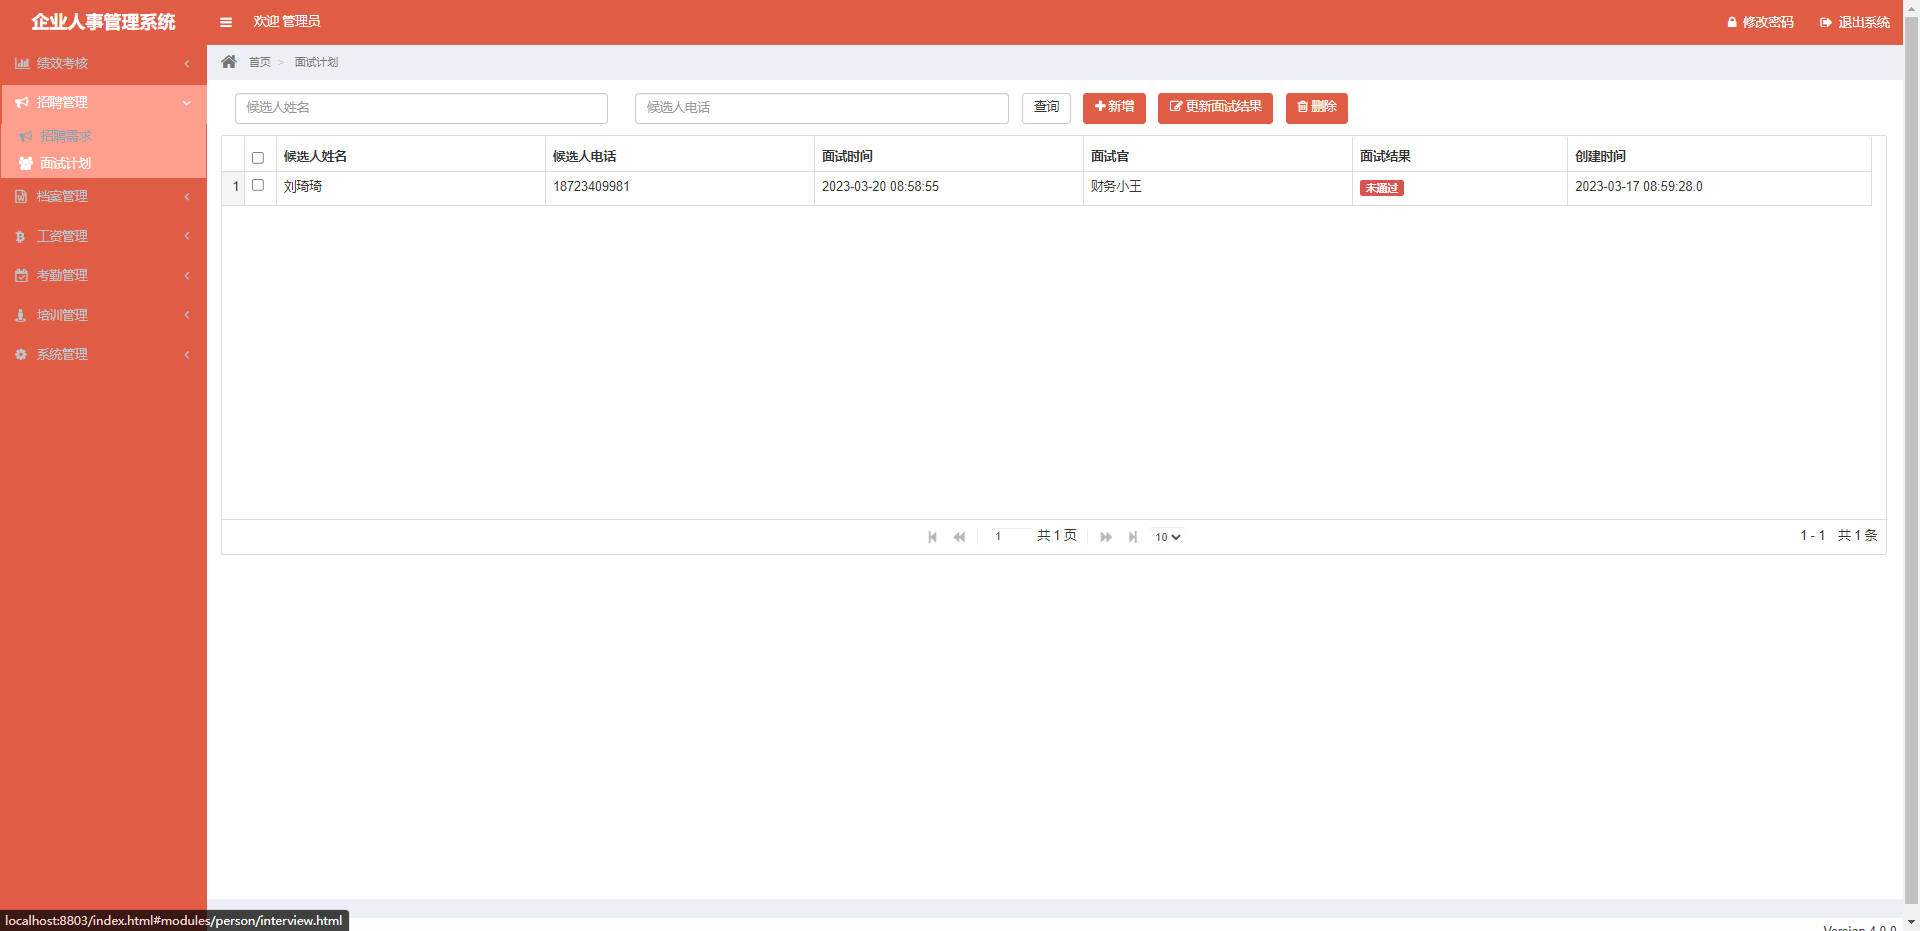 企业人事管理系统
欢迎 管理员
修改密码
退出系统
绩效考核
招聘管理
招聘需求
面试计划
档案管理
工资管理
考勤管理
培训管理
系统管理
首页 > 面试计划
候选人姓名
候选人电话
查询
新增
更新面试结果
删除
候选人姓名 候选人电话 面试时间 面试官 面试结果 创建时间
1 刘琦琦 18723409981 2023-03-20 08:58:55 财务小王 未通过 2023-03-17 08:59:28.0
1 共 1 页 10
1 - 1 共 1 条
localhost:8803/index.html#modules/person/interview.html
Version 4.0.0